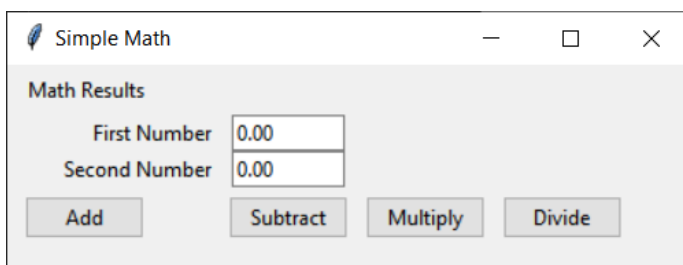 Simple Math
Math Results
First Number 0.00
Second Number 0.00
Add Subtract Multiply Divide